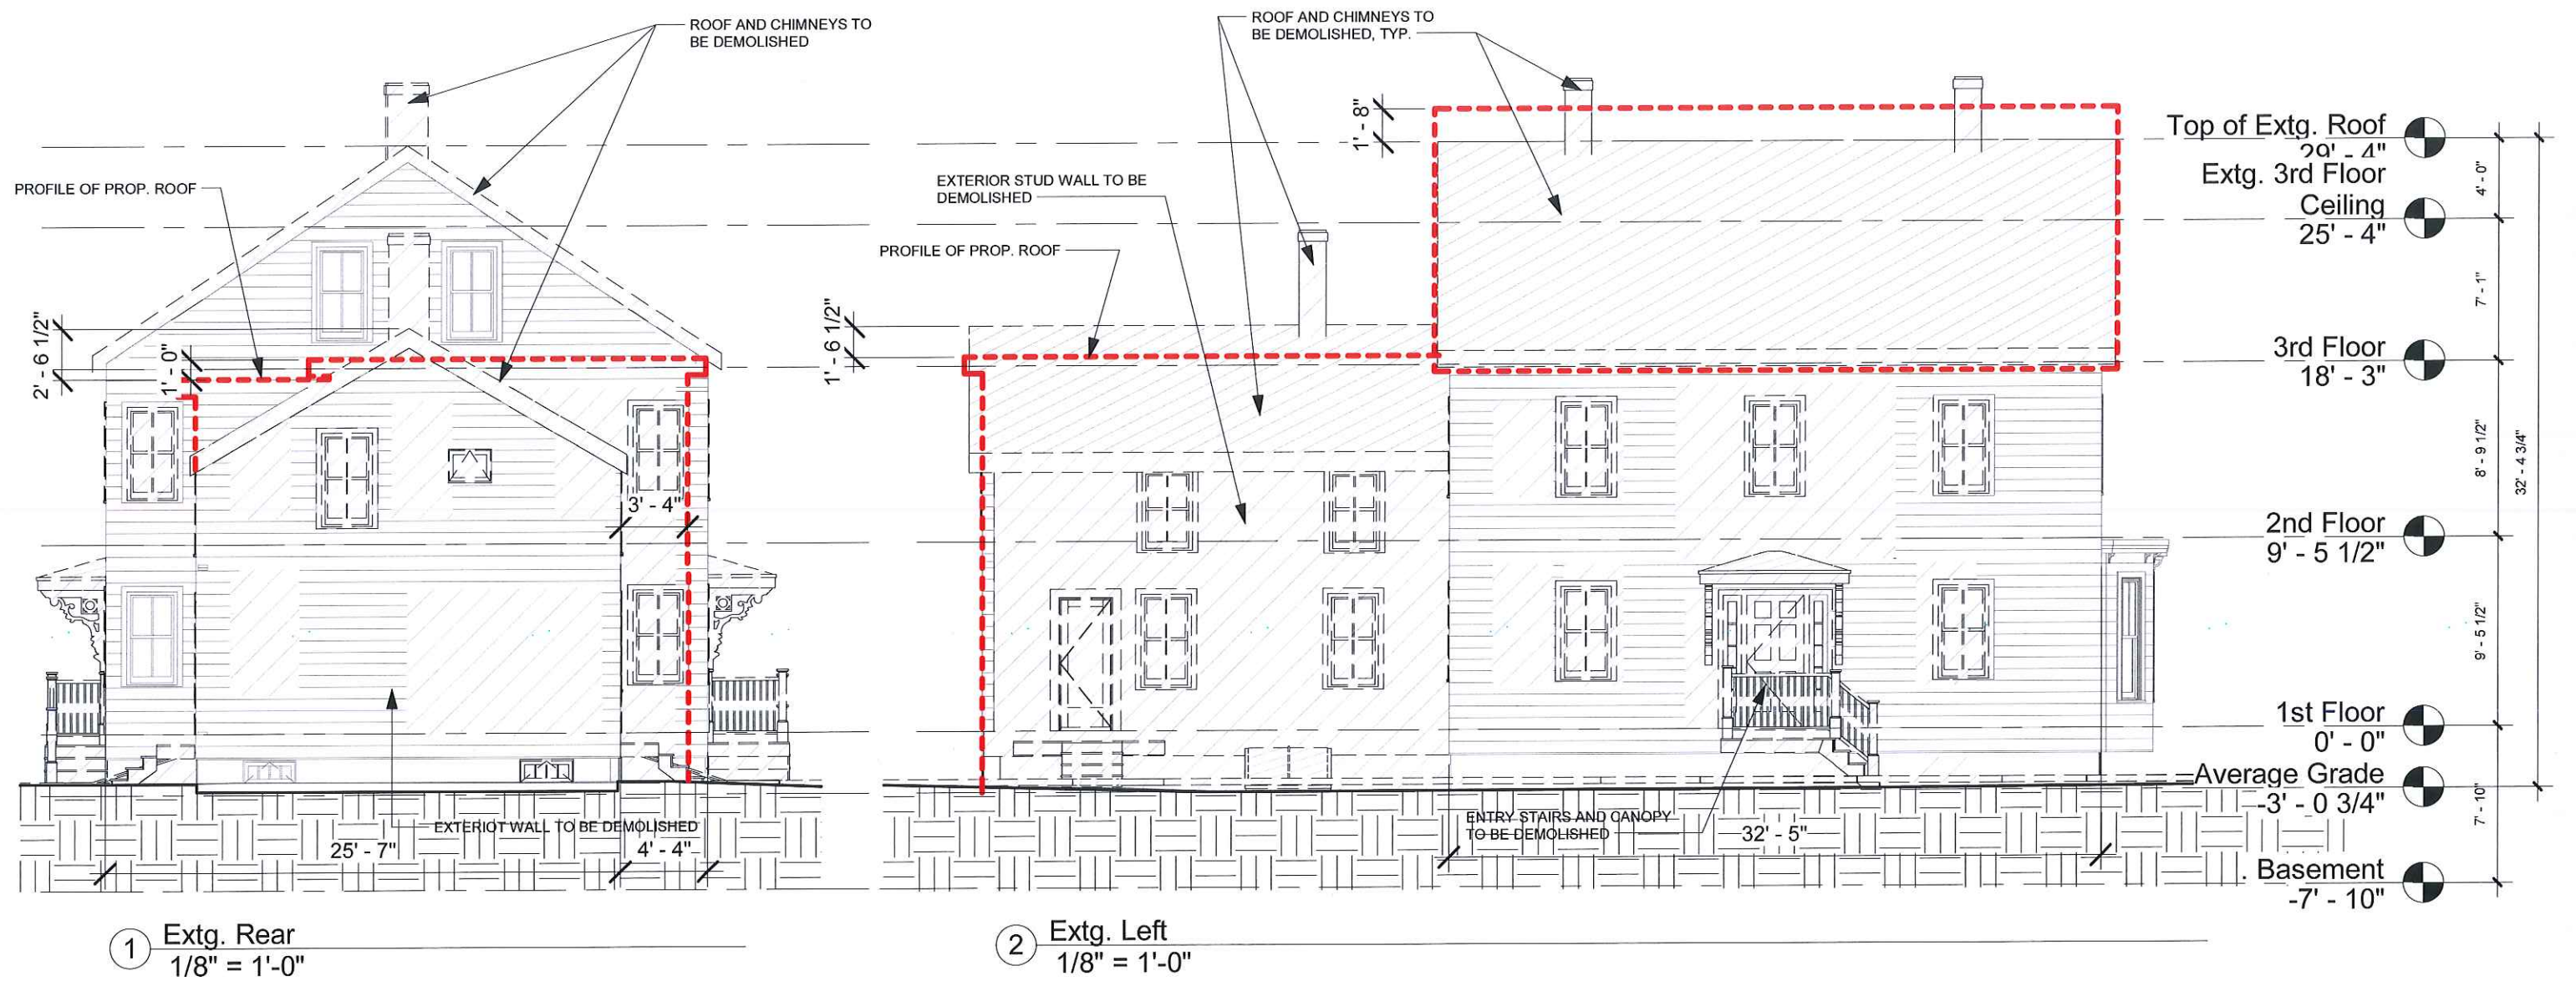 ROOF AND CHIMNEYS TO
BE DEMOLISHED
PROFILE OF PROP. ROOF
2' - 6 1/2"
1' - 0"
3' - 4"
EXTERIOT WALL TO BE DEMOLISHED
25' - 7"
4' - 4"
1
Extg. Rear
1/8" = 1'-0"
ROOF AND CHIMNEYS TO
BE DEMOLISHED, TYP.
1' - 8"
EXTERIOR STUD WALL TO BE
DEMOLISHED
PROFILE OF PROP. ROOF
1' - 6 1/2"
ENTRY STAIRS AND CANOPY
TO BE DEMOLISHED
32' - 5"
2
Extg. Left
1/8" = 1'-0"
Top of Extg. Roof
29' - 4"
Extg. 3rd Floor
Ceiling
25' - 4"
3rd Floor
18' - 3"
2nd Floor
9' - 5 1/2"
1st Floor
0' - 0"
Average Grade
-3' - 0 3/4"
. Basement
-7' - 10"
4' - 0"
7' - 1"
8' - 9 1/2"
9' - 5 1/2"
7' - 10"
32' - 4 3/4"